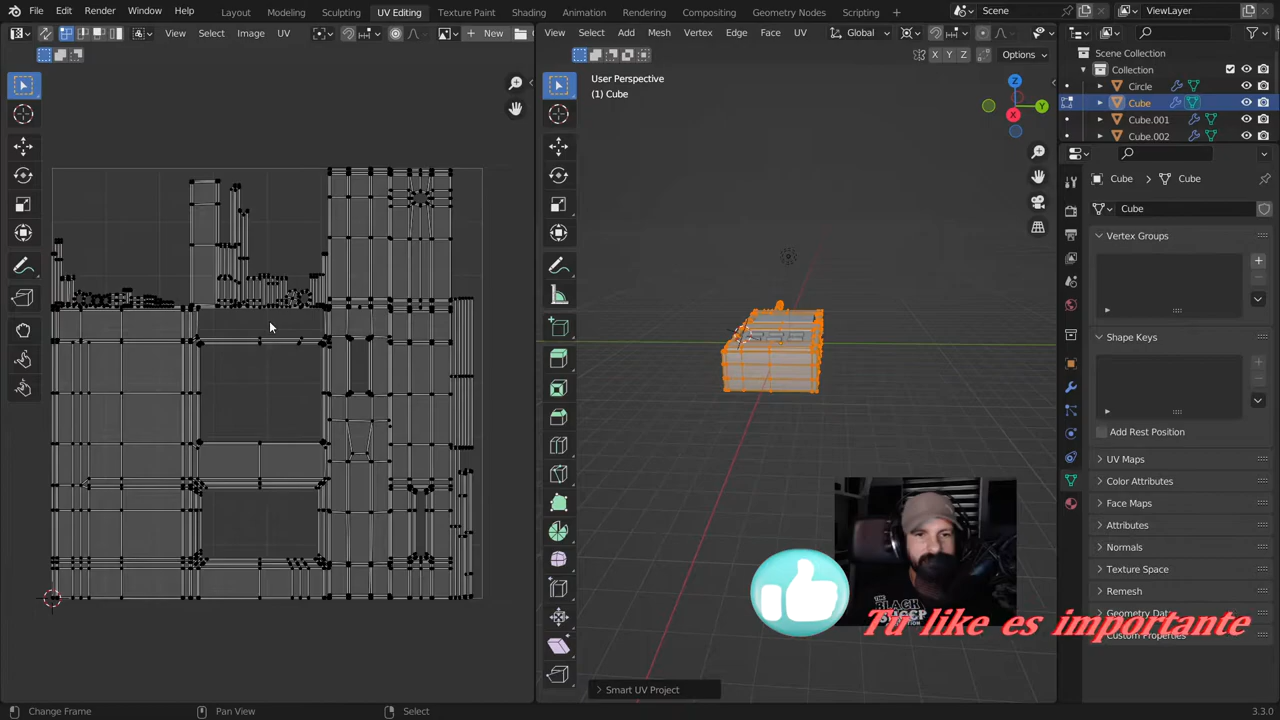 File Edit Render Window Help Layout Modeling Sculpting UV Editing Texture Paint Shading Animation Rendering Compositing Geometry Nodes Scripting Scene ViewLayer
View Select Image UV New
View Select Add Mesh Vertex Edge Face UV Global
X Y Z Options
User Perspective
(1) Cube
Z
Y
X
Scene Collection
Collection
Circle
Cube
Cube.001
Cube.002
Cube Cube
Cube
Vertex Groups
Shape Keys
Add Rest Position
UV Maps
Color Attributes
Face Maps
Attributes
Normals
Texture Space
Remesh
Geometry Dat
Custom Properties
THE
BLACK
SHEEP
Tu like es importante
Smart UV Project
Change Frame Pan View Select 3.3.0